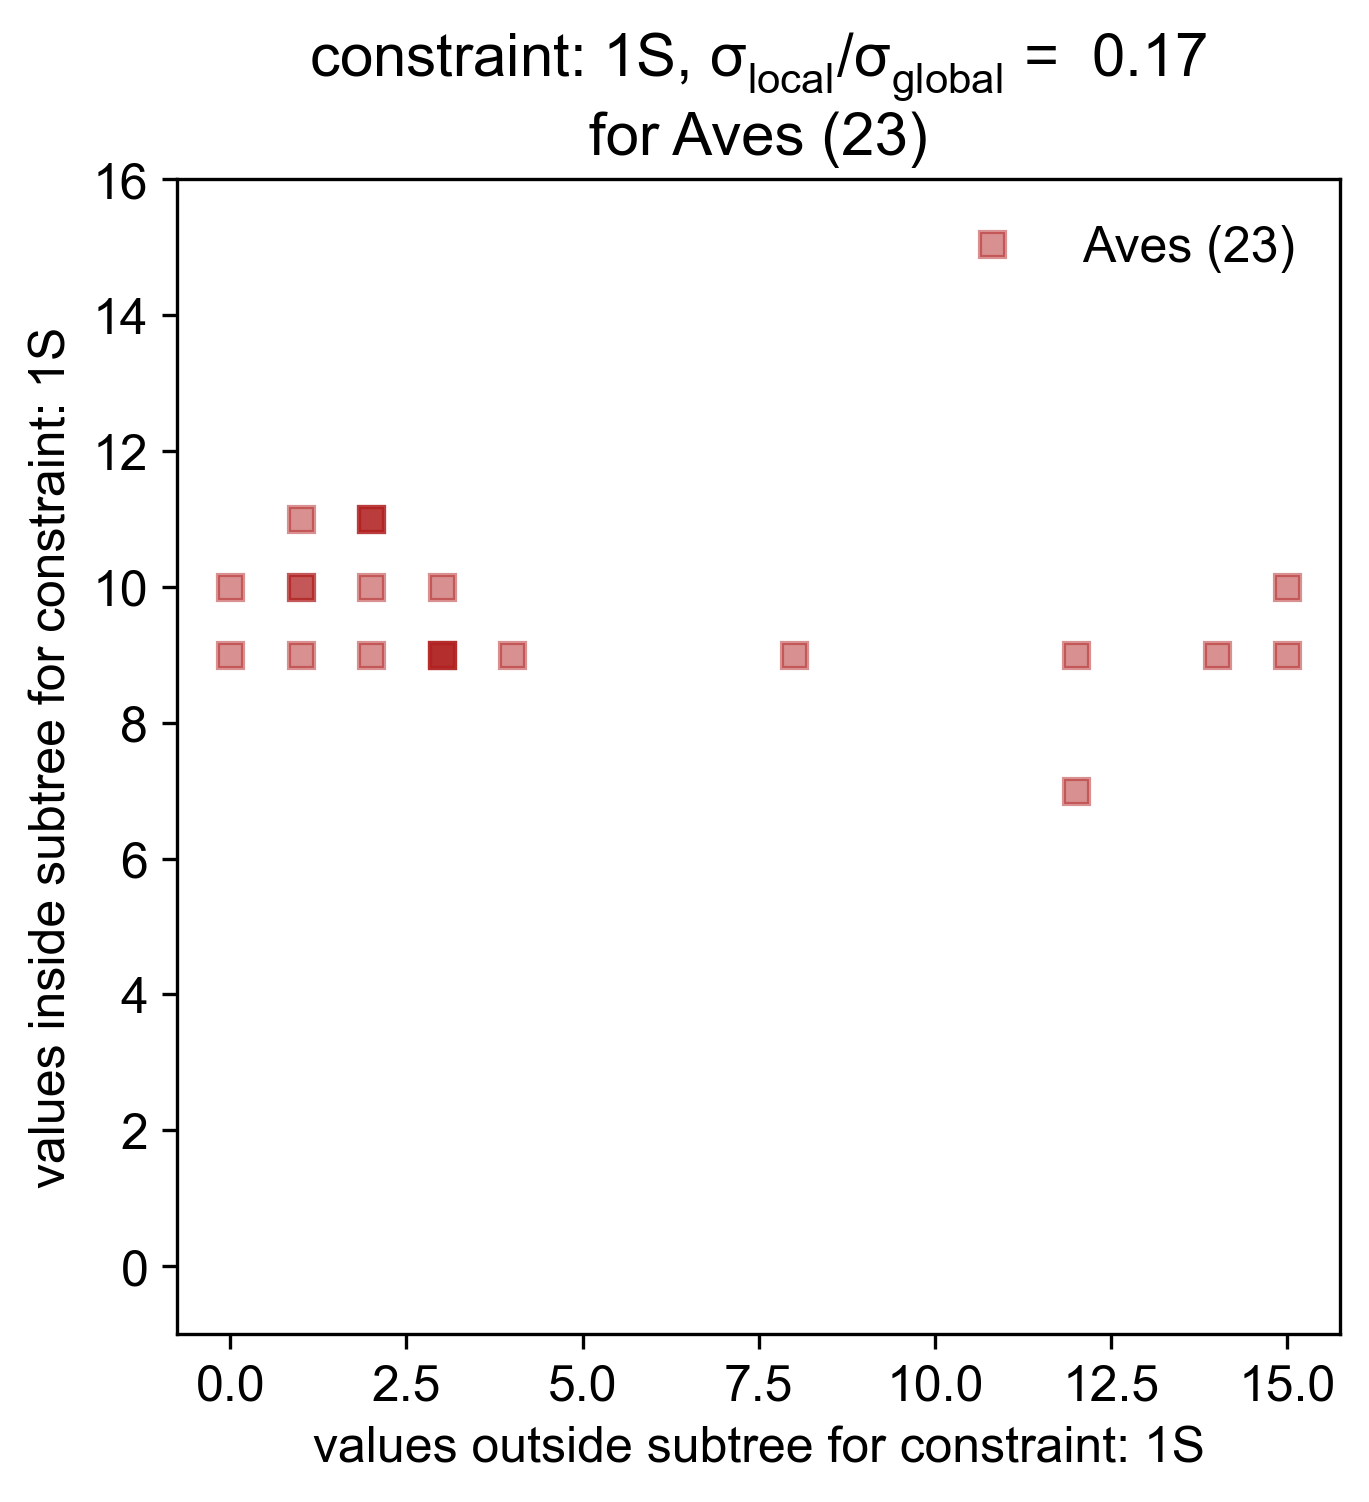 constraint: 1S, σlocal/σglobal = 0.17
for Aves (23)
16
14
12
10
8
6
4
2
0
values inside subtree for constraint: 1S
Aves (23)
0.0 2.5 5.0 7.5 10.0 12.5 15.0
values outside subtree for constraint: 1S